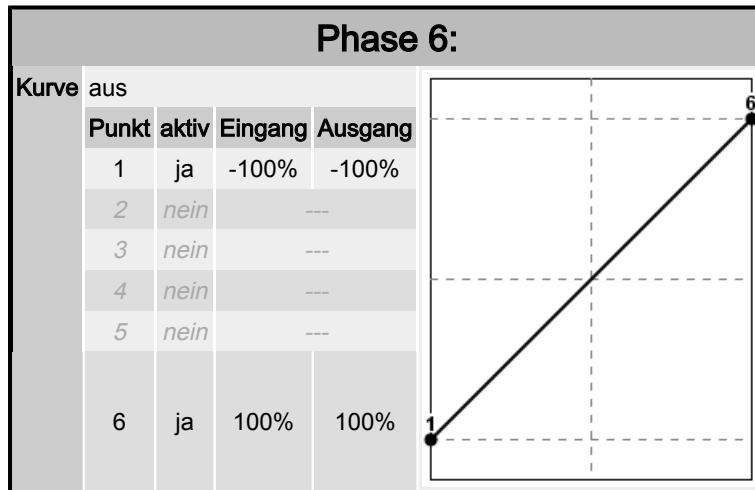 Phase 6:
Kurve aus
Punkt aktiv Eingang Ausgang
1 ja -100% -100%
2 nein ---
3 nein ---
4 nein ---
5 nein ---
6 ja 100% 100%
6
1